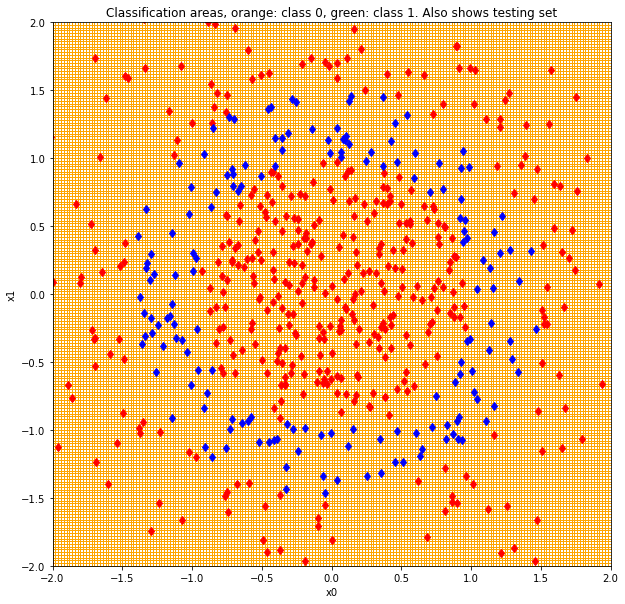 Classification areas, orange: class 0, green: class 1. Also shows testing set
2.0
1.5
1.0
0.5
0.0
−0.5
−1.0
−1.5
−2.0
x1
−2.0 −1.5 −1.0 −0.5 0.0 0.5 1.0 1.5 2.0
x0